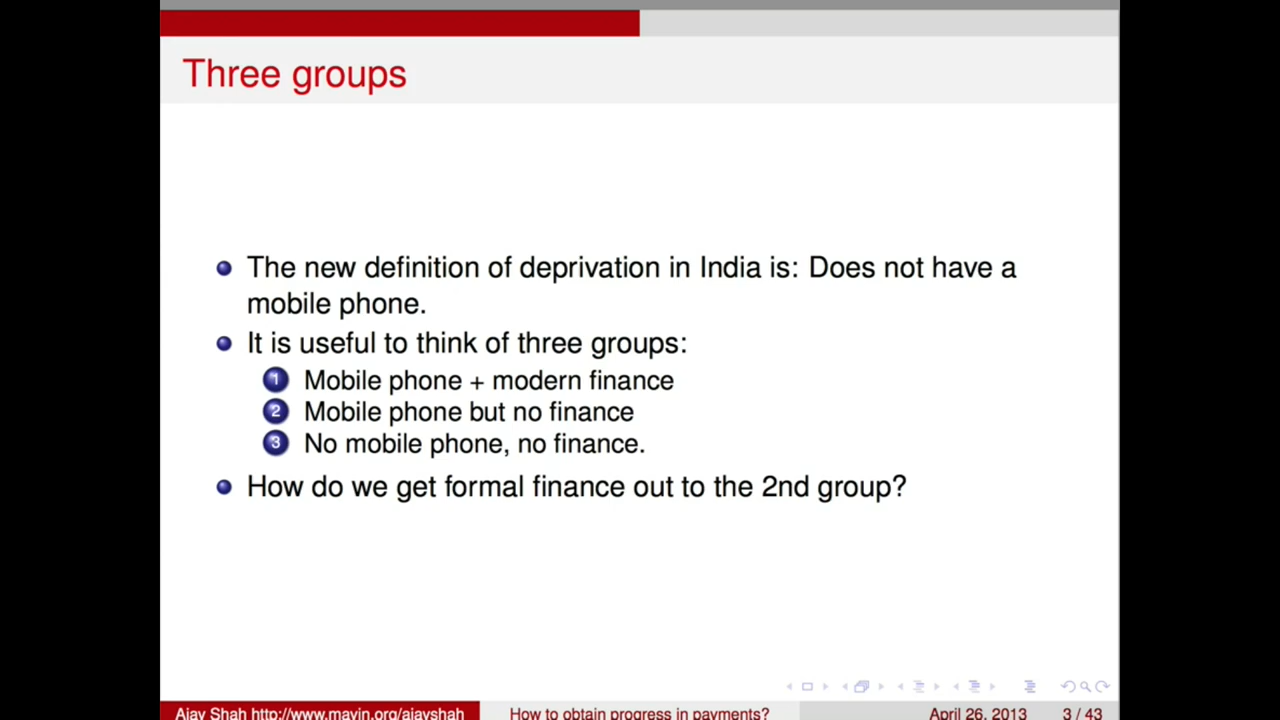 Three groups
The new definition of deprivation in India is: Does not have a
mobile phone.
It is useful to think of three groups:
1 Mobile phone + modern finance
2 Mobile phone but no finance
3 No mobile phone, no finance.
How do we get formal finance out to the 2nd group?
Ajay Shah http://www.mayin.org/ajayshah How to obtain progress in payments? April 26, 2013 3 / 43